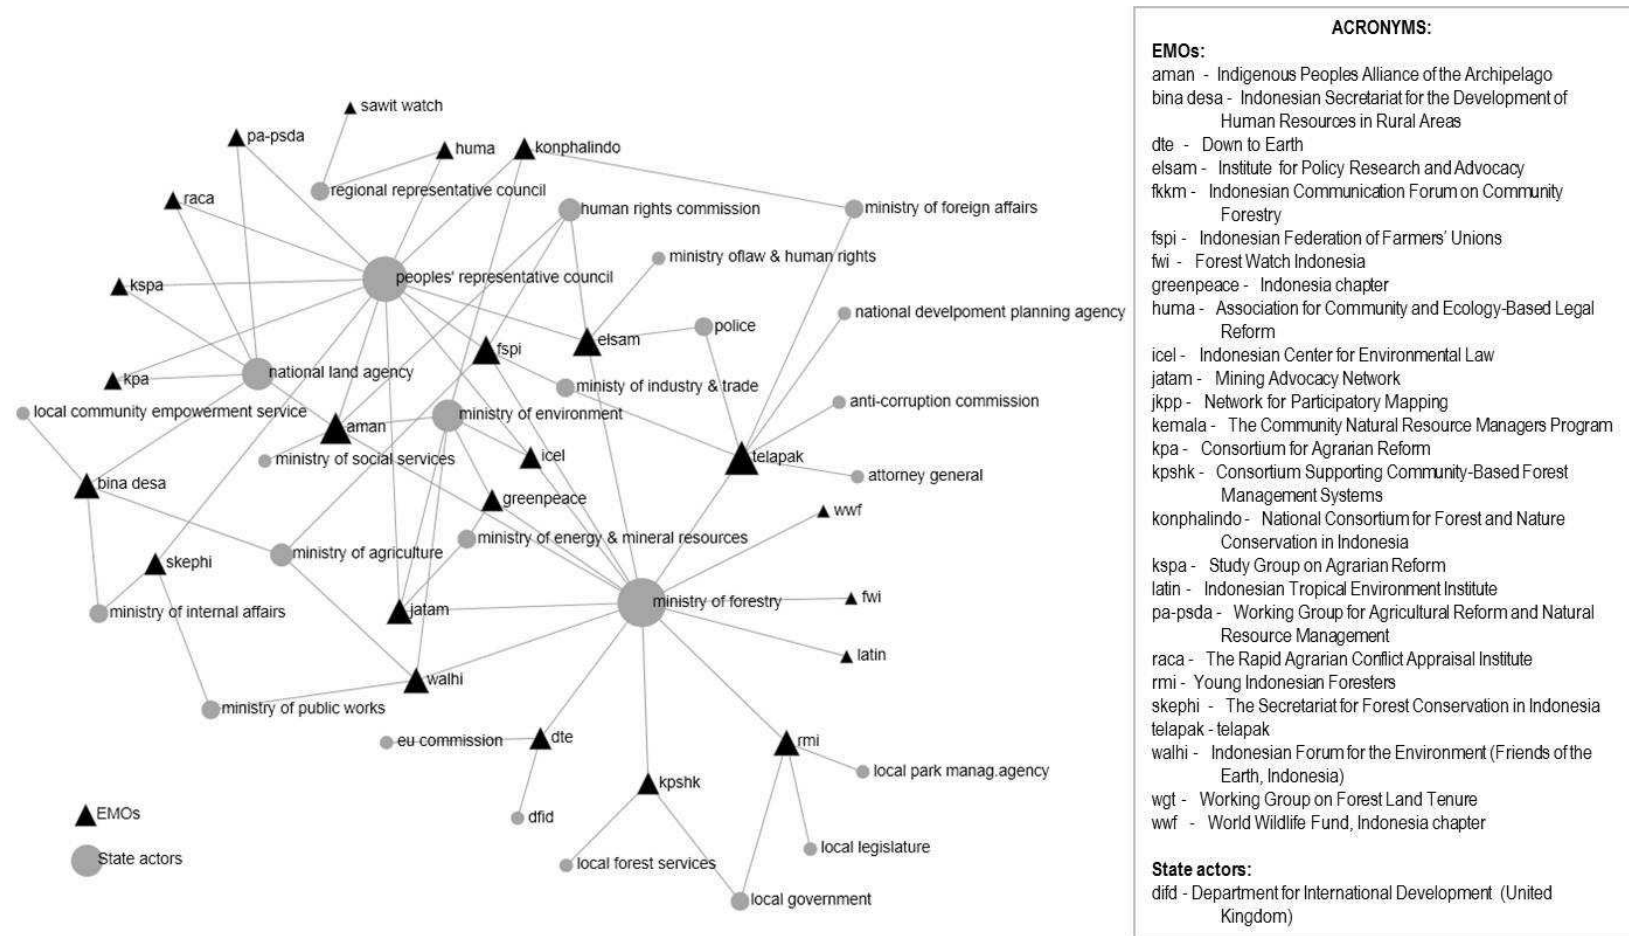 sawit watch
pa-psda
huma
konphalindo
regional representative council
raca
human rights commission
ministry of foreign affairs
ministry oflaw & human rights
peoples' representative council
kspa
national develpoment planning agency
police
elsam
fspi
national land agency
kpa
ministy of industry & trade
anti-corruption commission
local community empowerment service
ministry of environment
aman
ministry of social services
icel
telapak
attorney general
bina desa
greenpeace
wwf
ministry of energy & mineral resources
ministry of agriculture
skephi
ministry of forestry
fwi
ministry of internal affairs
jatam
latin
walhi
ministry of public works
eu commission
dte
rmi
local park manag.agency
kpshk
dfid
local legislature
local forest services
local government
EMOs
State actors
ACRONYMS:
EMOs:
aman - Indigenous Peoples Alliance of the Archipelago
bina desa - Indonesian Secretariat for the Development of
Human Resources in Rural Areas
dte - Down to Earth
elsam - Institute for Policy Research and Advocacy
fkkm - Indonesian Communication Forum on Community
Forestry
fspi - Indonesian Federation of Farmers' Unions
fwi - Forest Watch Indonesia
greenpeace - Indonesia chapter
huma - Association for Community and Ecology-Based Legal
Reform
icel - Indonesian Center for Environmental Law
jatam - Mining Advocacy Network
jkpp - Network for Participatory Mapping
kemala - The Community Natural Resource Managers Program
kpa - Consortium for Agrarian Reform
kpshk - Consortium Supporting Community-Based Forest
Management Systems
konphalindo - National Consortium for Forest and Nature
Conservation in Indonesia
kspa - Study Group on Agrarian Reform
latin - Indonesian Tropical Environment Institute
pa-psda - Working Group for Agricultural Reform and Natural
Resource Management
raca - The Rapid Agrarian Conflict Appraisal Institute
rmi - Young Indonesian Foresters
skephi - The Secretariat for Forest Conservation in Indonesia
telapak - telapak
walhi - Indonesian Forum for the Environment (Friends of the
Earth, Indonesia)
wgt - Working Group on Forest Land Tenure
wwf - World Wildlife Fund, Indonesia chapter
State actors:
difd - Department for International Development (United
Kingdom)